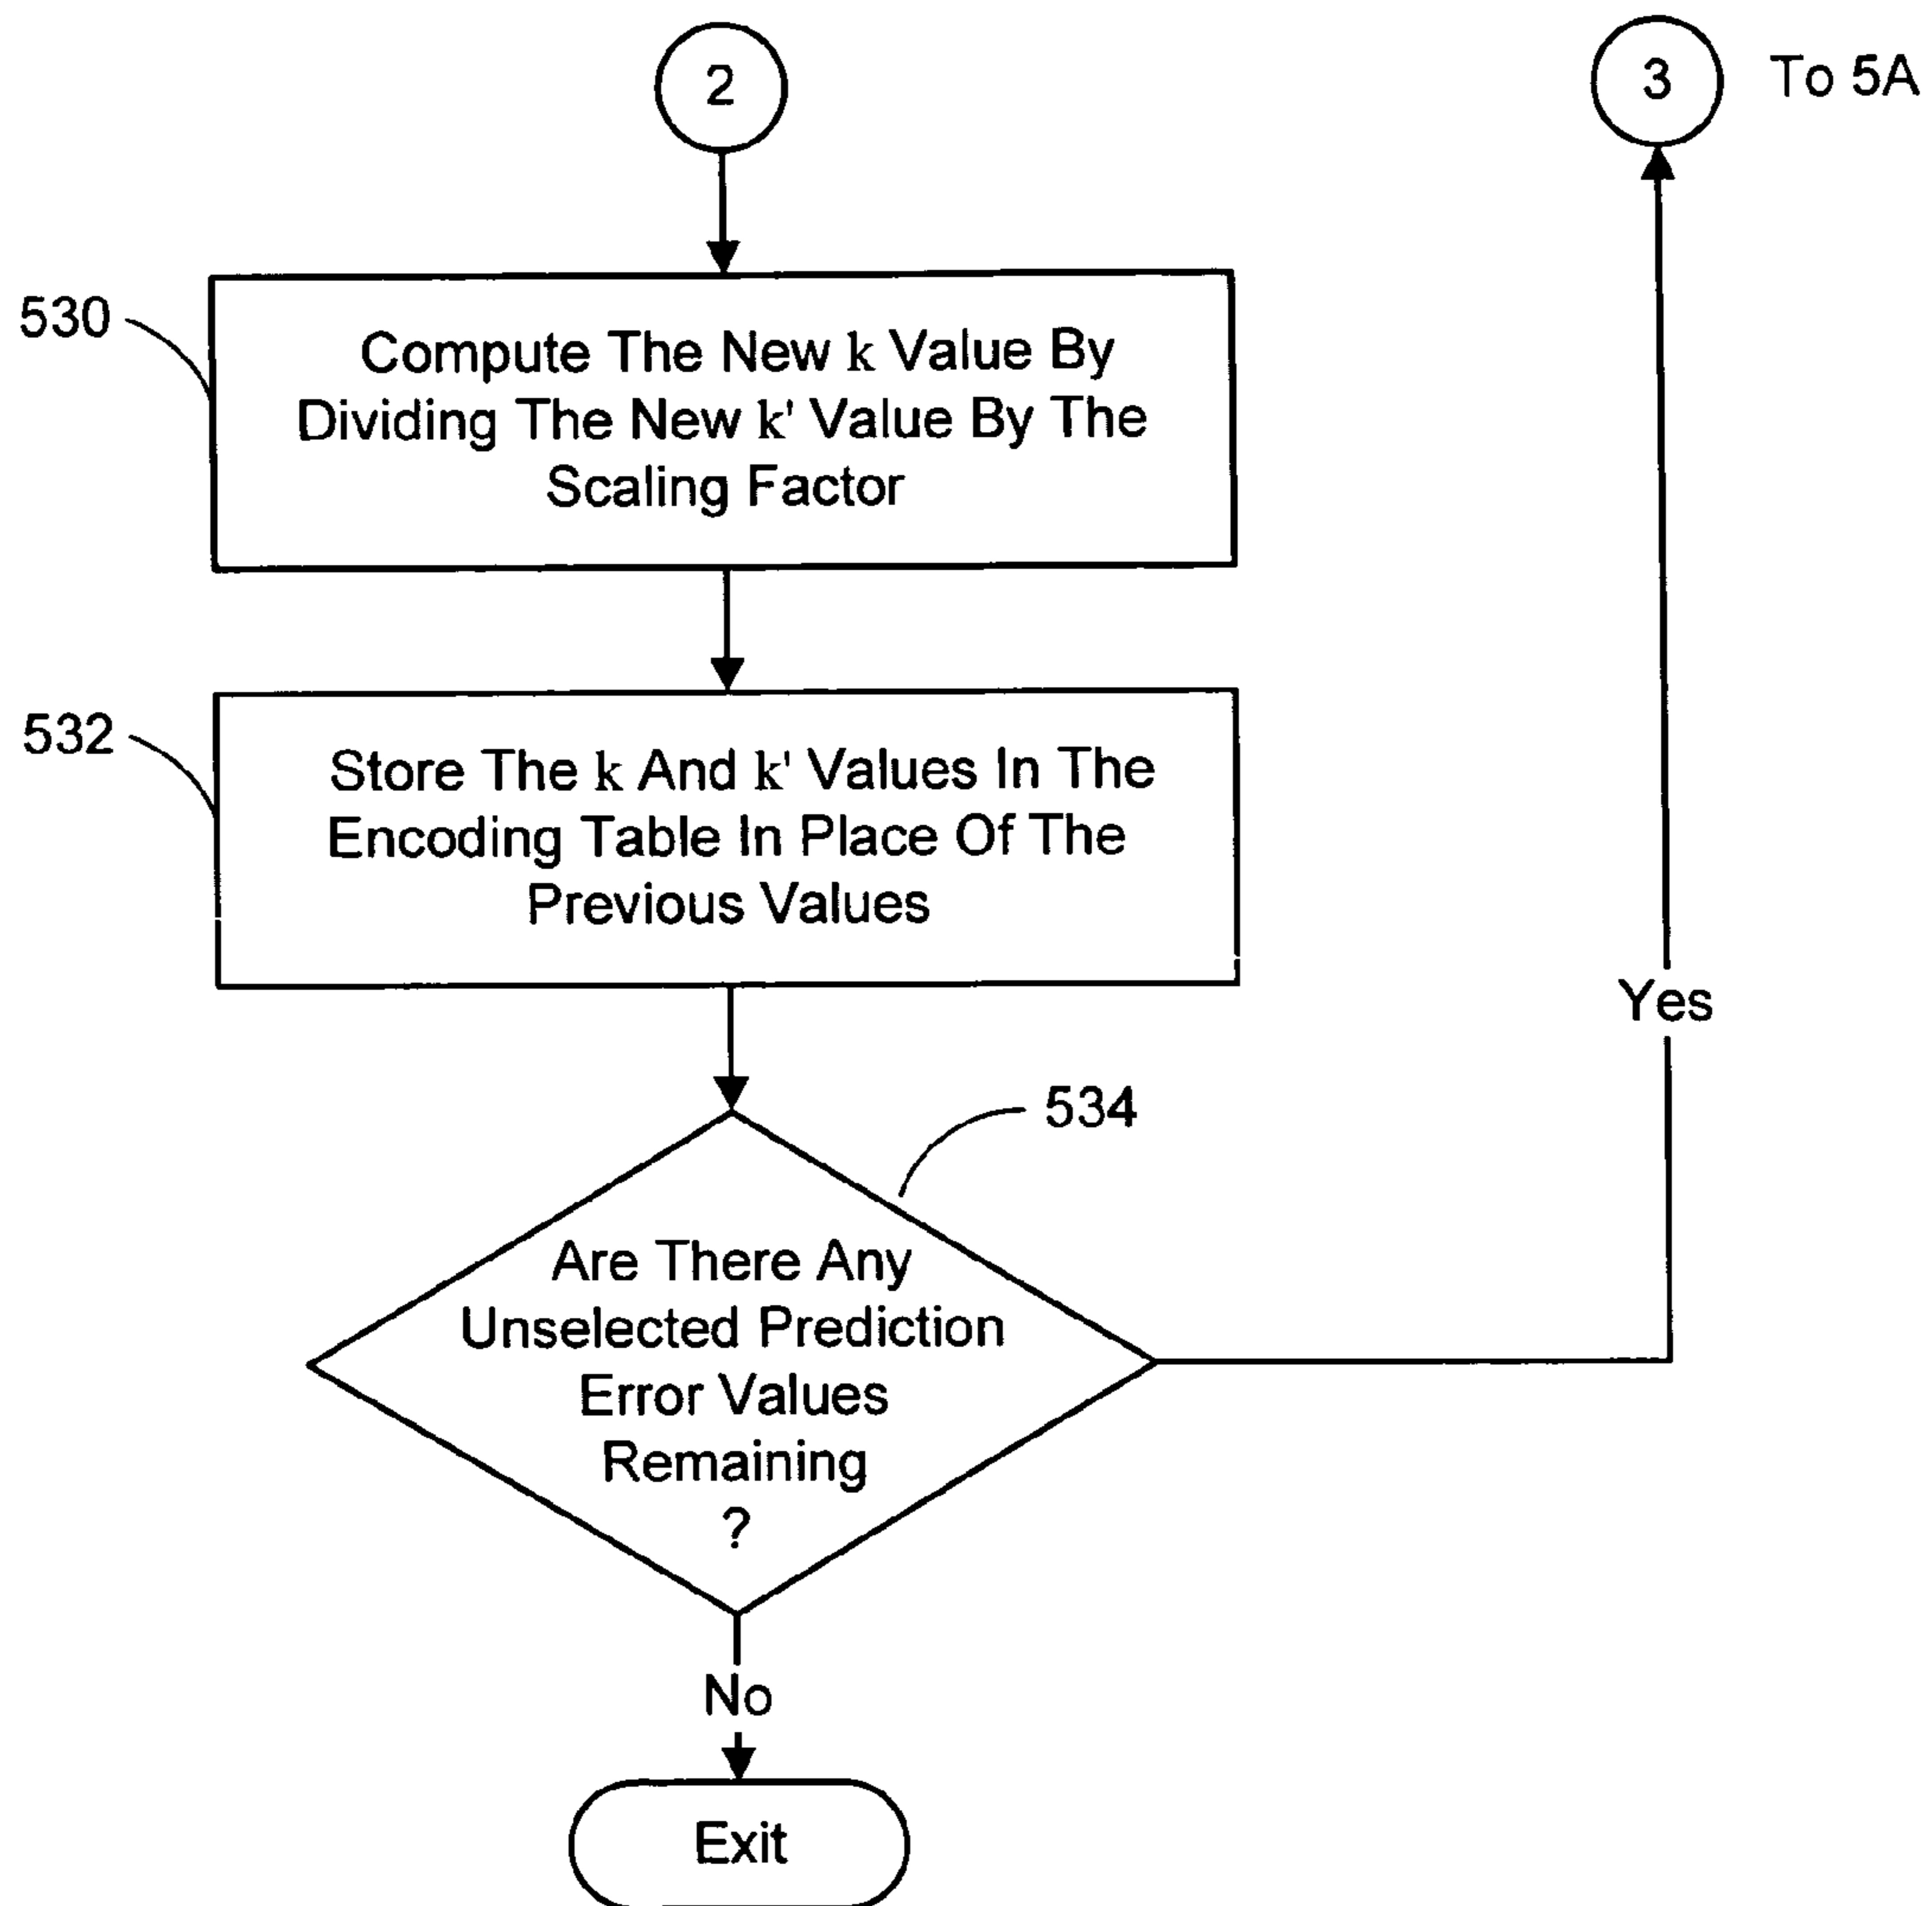 2
3
To 5A
530
Compute The New k Value By
Dividing The New k' Value By The
Scaling Factor
532
Store The k And k' Values In The
Encoding Table In Place Of The
Previous Values
Yes
534
Are There Any
Unselected Prediction
Error Values
Remaining
?
No
Exit